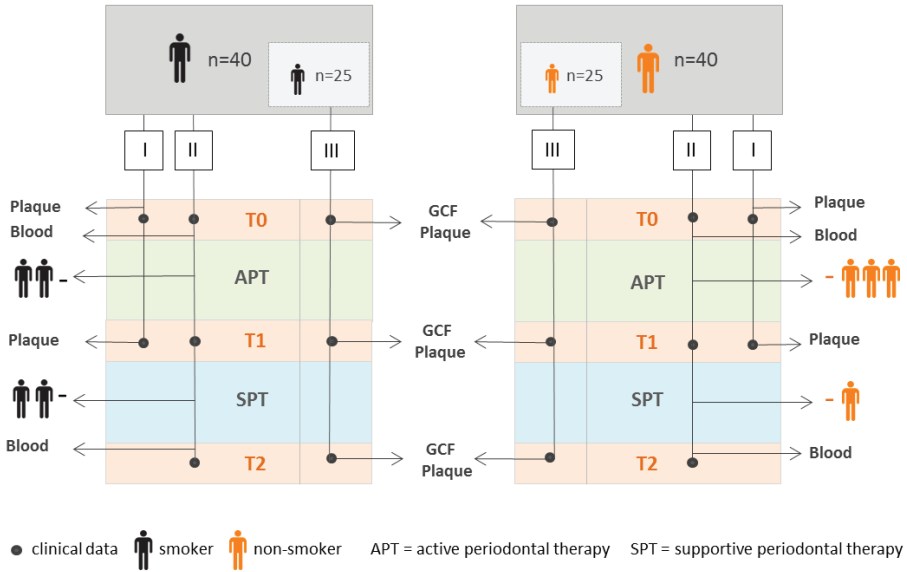 n=40
n=25
n=25
n=40
I
II
III
III
II
I
Plaque
Blood
T0
GCF
Plaque
T0
Plaque
Blood
APT
APT
Plaque
T1
GCF
Plaque
T1
Plaque
SPT
SPT
Blood
T2
GCF
Plaque
T2
Blood
clinical data
smoker
non-smoker
APT = active periodontal therapy
SPT = supportive periodontal therapy